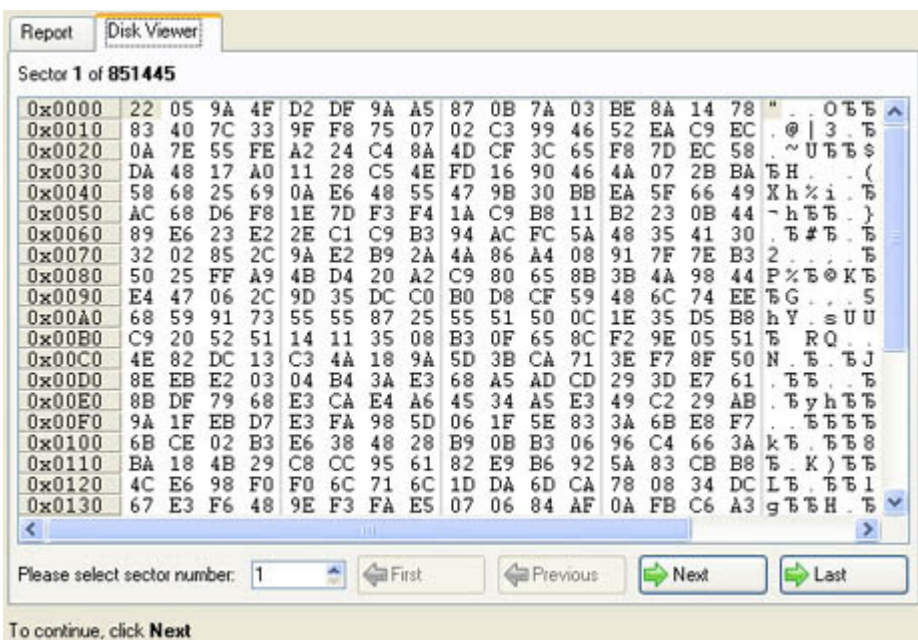 Report Disk Viewer
Sector 1 of 851445
0x0000 22 05 9A 4F D2 DF 9A A5 87 0B 7A 03 BE 8A 14 78 " . . O Ђ Ђ
0x0010 83 40 7C 33 9F F8 75 07 02 C3 99 46 52 EA C9 EC . @ | 3 . Ђ
0x0020 0A 7E 55 FE A2 24 C4 8A 4D CF 3C 65 F8 7D EC 58 . ~ U Ђ Ђ $
0x0030 DA 48 17 A0 11 28 C5 4E FD 16 90 46 4A 07 2B BA Ђ H . . (
0x0040 58 68 25 69 0A E6 48 55 47 9B 30 BB EA 5F 66 49 X h % i . Ђ
0x0050 AC 68 D6 F8 1E 7D F3 F4 1A C9 B8 11 B2 23 0B 44 ¬ h Ђ Ђ . }
0x0060 89 E6 23 E2 2E C1 C9 B3 94 AC FC 5A 48 35 41 30 . Ђ # Ђ . Ђ
0x0070 32 02 85 2C 9A E2 B9 2A 4A 86 A4 08 91 7F 7E B3 2 . . , . Ђ
0x0080 50 25 FF A9 4B D4 20 A2 C9 80 65 8B 3B 4A 98 44 P % Ђ © K Ђ
0x0090 E4 47 06 2C 9D 35 DC C0 B0 D8 CF 59 48 6C 74 EE Ђ G . , . 5
0x00A0 68 59 91 73 55 55 87 25 55 51 50 0C 1E 35 D5 B8 h Y . s U U
0x00B0 C9 20 52 51 14 11 35 08 B3 0F 65 8C F2 9E 05 51 Ђ R Q . .
0x00C0 4E 82 DC 13 C3 4A 18 9A 5D 3B CA 71 3E F7 8F 50 N . Ђ . Ђ J
0x00D0 8E EB E2 03 04 B4 3A E3 68 A5 AD CD 29 3D E7 61 . Ђ Ђ . . Ђ
0x00E0 8B DF 79 68 E3 CA E4 A6 45 34 A5 E3 49 C2 29 AB . Ђ y h Ђ Ђ
0x00F0 9A 1F EB D7 E3 FA 98 5D 06 1F 5E 83 3A 6B E8 F7 . . Ђ Ђ Ђ Ђ
0x0100 6B CE 02 B3 E6 38 48 28 B9 0B B3 06 96 C4 66 3A k Ђ . Ђ Ђ 8
0x0110 BA 18 4B 29 C8 CC 95 61 82 E9 B6 92 5A 83 CB B8 Ђ . K ) Ђ Ђ
0x0120 4C E6 98 F0 F0 6C 71 6C 1D DA 6D CA 78 08 34 DC L Ђ . Ђ Ђ l
0x0130 67 E3 F6 48 9E F3 FA E5 07 06 84 AF 0A FB C6 A3 g Ђ Ђ H . Ђ
Please select sector number: 1 First Previous Next Last
To continue, click Next